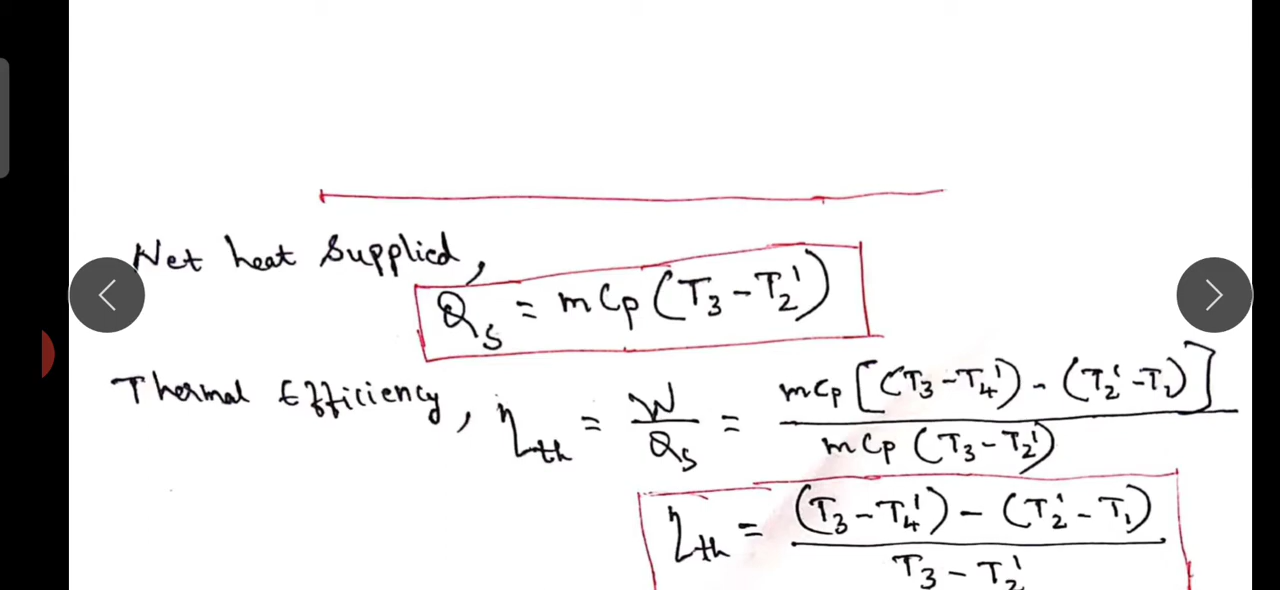 Net heat Supplied,
Qs = mCp (T3 - T2')
Thermal Efficiency, ηth = W/Qs = mCp [(T3 - T4') - (T2' - T1)] / mCp (T3 - T2')
ηth = (T3 - T4') - (T2' - T1) / T3 - T2'